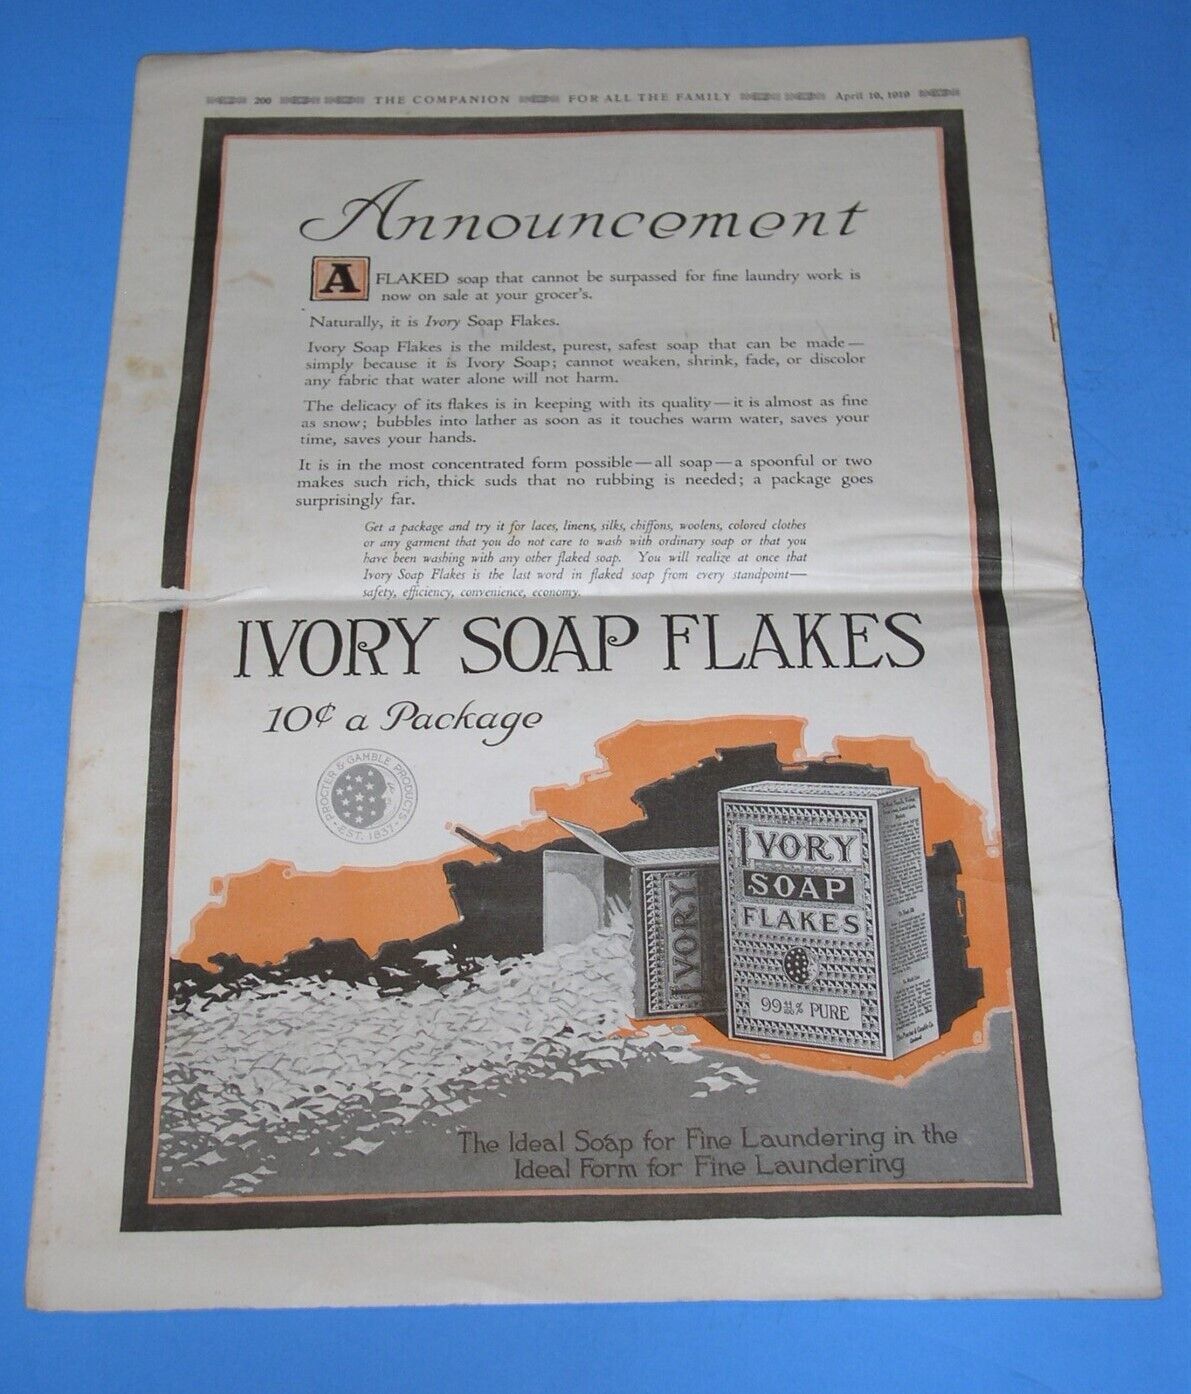 200 THE COMPANION FOR ALL THE FAMILY April 10, 1919
Announcement
A FLAKED soap that cannot be surpassed for fine laundry work is
now on sale at your grocer's.
Naturally, it is Ivory Soap Flakes.
Ivory Soap Flakes is the mildest, purest, safest soap that can be made—
simply because it is Ivory Soap; cannot weaken, shrink, fade, or discolor
any fabric that water alone will not harm.
The delicacy of its flakes is in keeping with its quality—it is almost as fine
as snow; bubbles into lather as soon as it touches warm water, saves your
time, saves your hands.
It is in the most concentrated form possible—all soap—a spoonful or two
makes such rich, thick suds that no rubbing is needed; a package goes
surprisingly far.
Get a package and try it for laces, linens, silks, chiffons, woolens, colored clothes
or any garment that you do not care to wash with ordinary soap or that you
have been washing with any other flaked soap. You will realize at once that
Ivory Soap Flakes is the last word in flaked soap from every standpoint—
safety, efficiency, convenience, economy.
IVORY SOAP FLAKES
10¢ a Package
PROCTER & GAMBLE PRODUCTS
EST. 1837
IVORY
IVORY
SOAP
FLAKES
99 44/100 % PURE
The Ideal Soap for Fine Laundering in the
Ideal Form for Fine Laundering